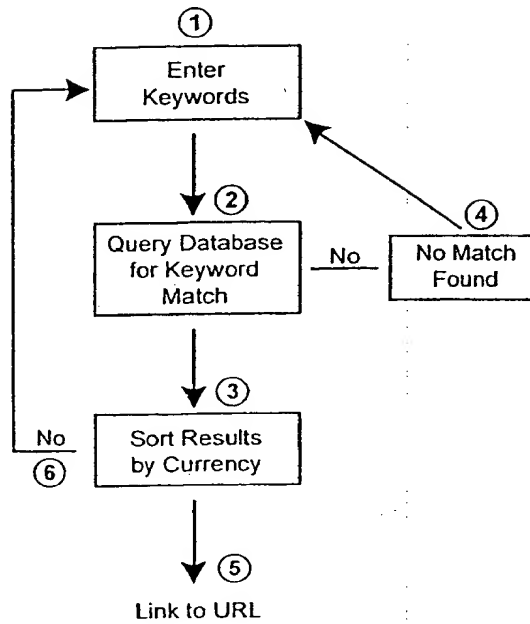 1
Enter
Keywords
2
Query Database
for Keyword
Match
No
4
No Match
Found
3
Sort Results
by Currency
No
6
5
Link to URL